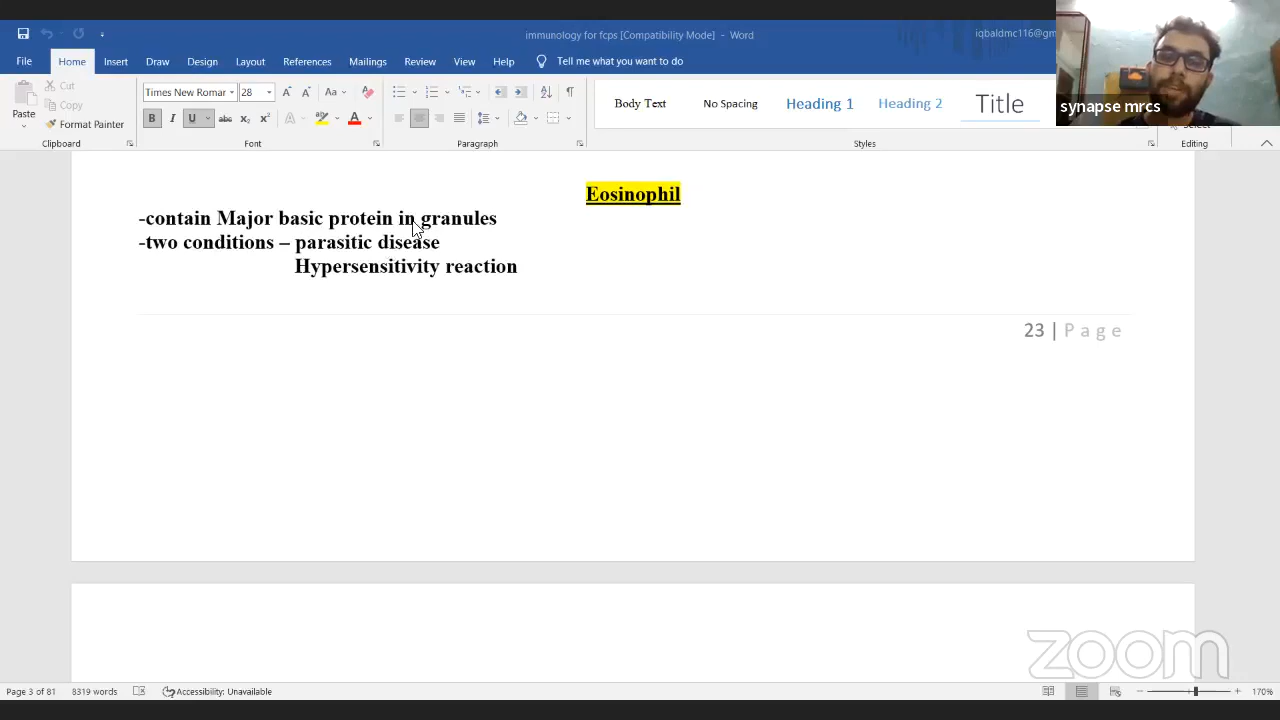 immunology for fcps [Compatibility Mode] - Word
iqbaldmc116@gm
File Home Insert Draw Design Layout References Mailings Review View Help Tell me what you want to do
Paste
Cut
Copy
Format Painter
Clipboard
Times New Romar 28
Font
Paragraph
Body Text No Spacing Heading 1 Heading 2 Title
Styles
synapse mrcs
Editing
Eosinophil
-contain Major basic protein in granules
-two conditions – parasitic disease
Hypersensitivity reaction
23 | Page
zoom
Page 3 of 81 8319 words Accessibility: Unavailable 170%